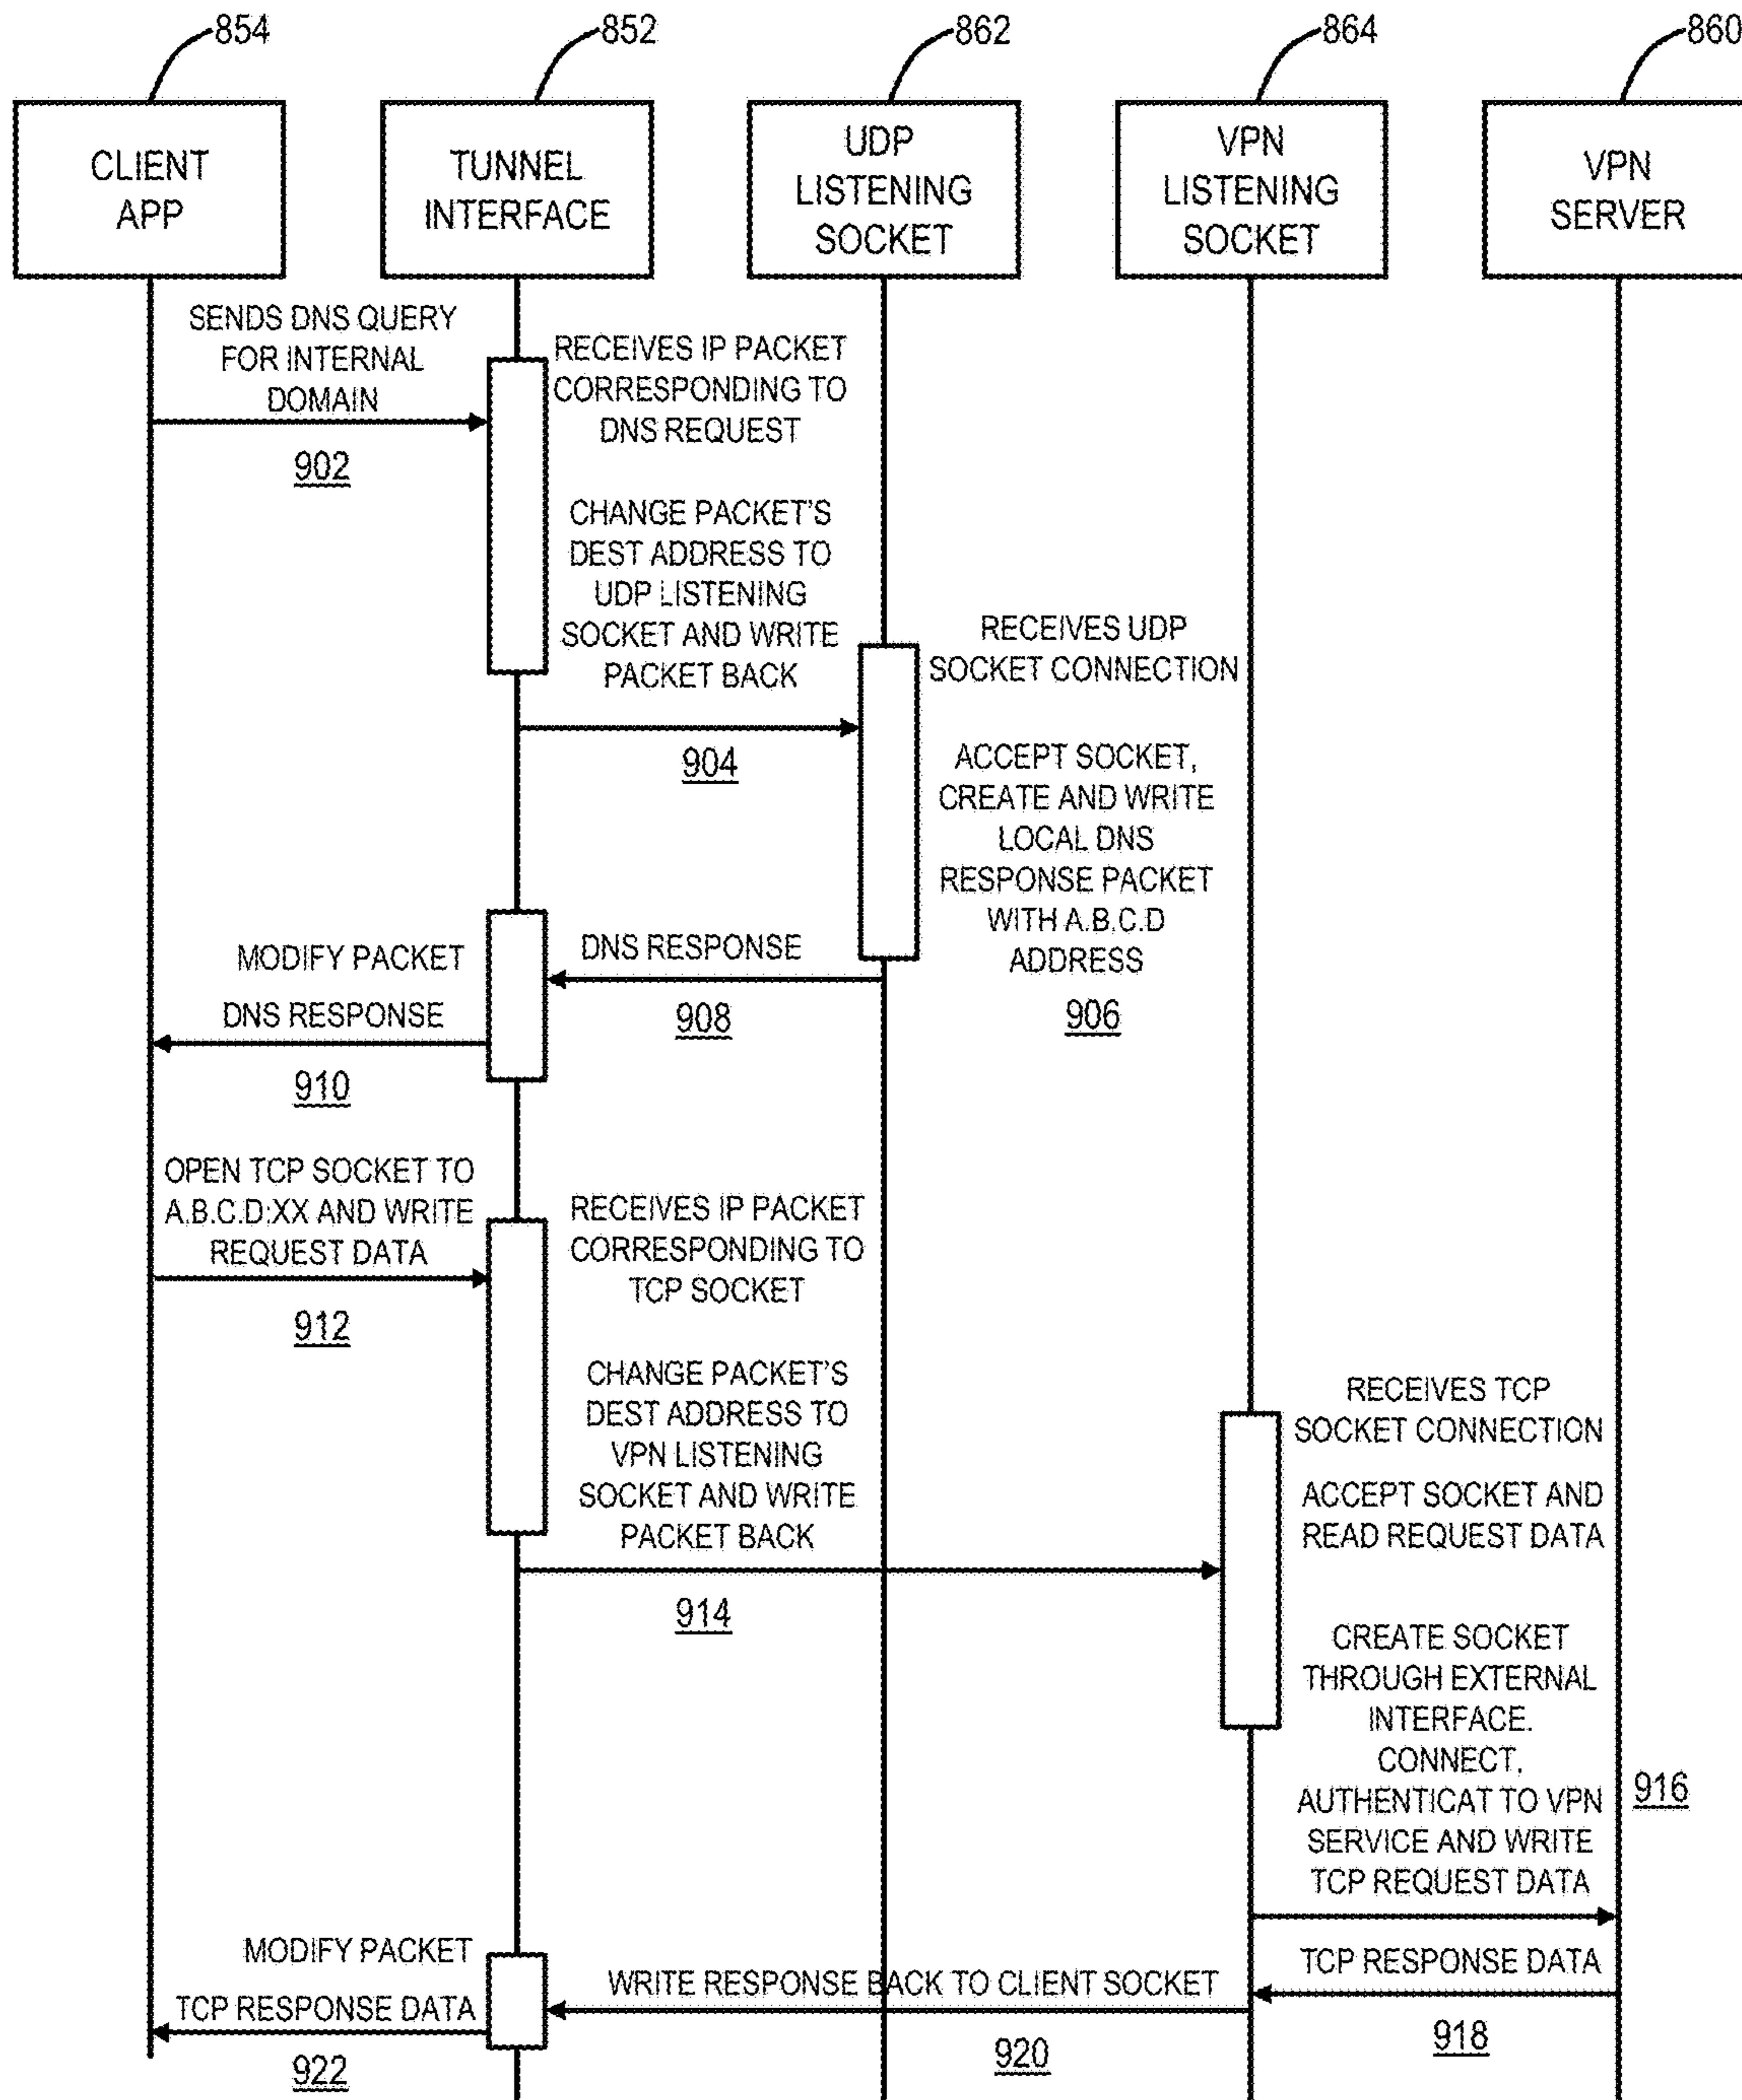 854
852
862
864
860
CLIENT
APP
TUNNEL
INTERFACE
UDP
LISTENING
SOCKET
VPN
LISTENING
SOCKET
VPN
SERVER
SENDS DNS QUERY
FOR INTERNAL
DOMAIN
902
RECEIVES IP PACKET
CORRESPONDING TO
DNS REQUEST
CHANGE PACKET'S
DEST ADDRESS TO
UDP LISTENING
SOCKET AND WRITE
PACKET BACK
904
RECEIVES UDP
SOCKET CONNECTION
ACCEPT SOCKET,
CREATE AND WRITE
LOCAL DNS
RESPONSE PACKET
WITH A.B.C.D
ADDRESS
906
DNS RESPONSE
908
MODIFY PACKET
DNS RESPONSE
910
OPEN TCP SOCKET TO
A.B.C.D:XX AND WRITE
REQUEST DATA
912
RECEIVES IP PACKET
CORRESPONDING TO
TCP SOCKET
CHANGE PACKET'S
DEST ADDRESS TO
VPN LISTENING
SOCKET AND WRITE
PACKET BACK
914
RECEIVES TCP
SOCKET CONNECTION
ACCEPT SOCKET AND
READ REQUEST DATA
CREATE SOCKET
THROUGH EXTERNAL
INTERFACE.
CONNECT,
AUTHENTICAT TO VPN
SERVICE AND WRITE
TCP REQUEST DATA
916
TCP RESPONSE DATA
918
WRITE RESPONSE BACK TO CLIENT SOCKET
920
MODIFY PACKET
TCP RESPONSE DATA
922